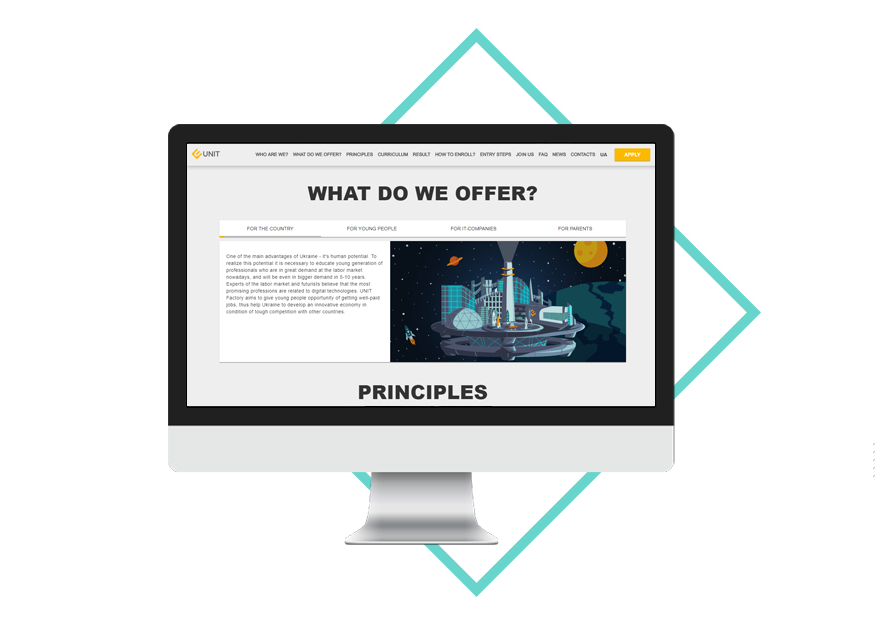 UNIT
WHO ARE WE? WHAT DO WE OFFER? PRINCIPLES CURRICULUM RESULT HOW TO ENROLL? ENTRY STEPS JOIN US FAQ NEWS CONTACTS UA APPLY
WHAT DO WE OFFER?
FOR THE COUNTRY FOR YOUNG PEOPLE FOR IT-COMPANIES FOR PARENTS
One of the main advantages of Ukraine - it's human potential. To
realize this potential it is necessary to educate young generation of
professionals who are in great demand at the labor market
nowadays, and will be even in bigger demand in 5-10 years.
Experts of the labor market and futurists believe that the most
promising professions are related to digital technologies. UNIT
Factory aims to give young people opportunity of getting well-paid
jobs, thus help Ukraine to develop an innovative economy in
condition of tough competition with other countries.
PRINCIPLES